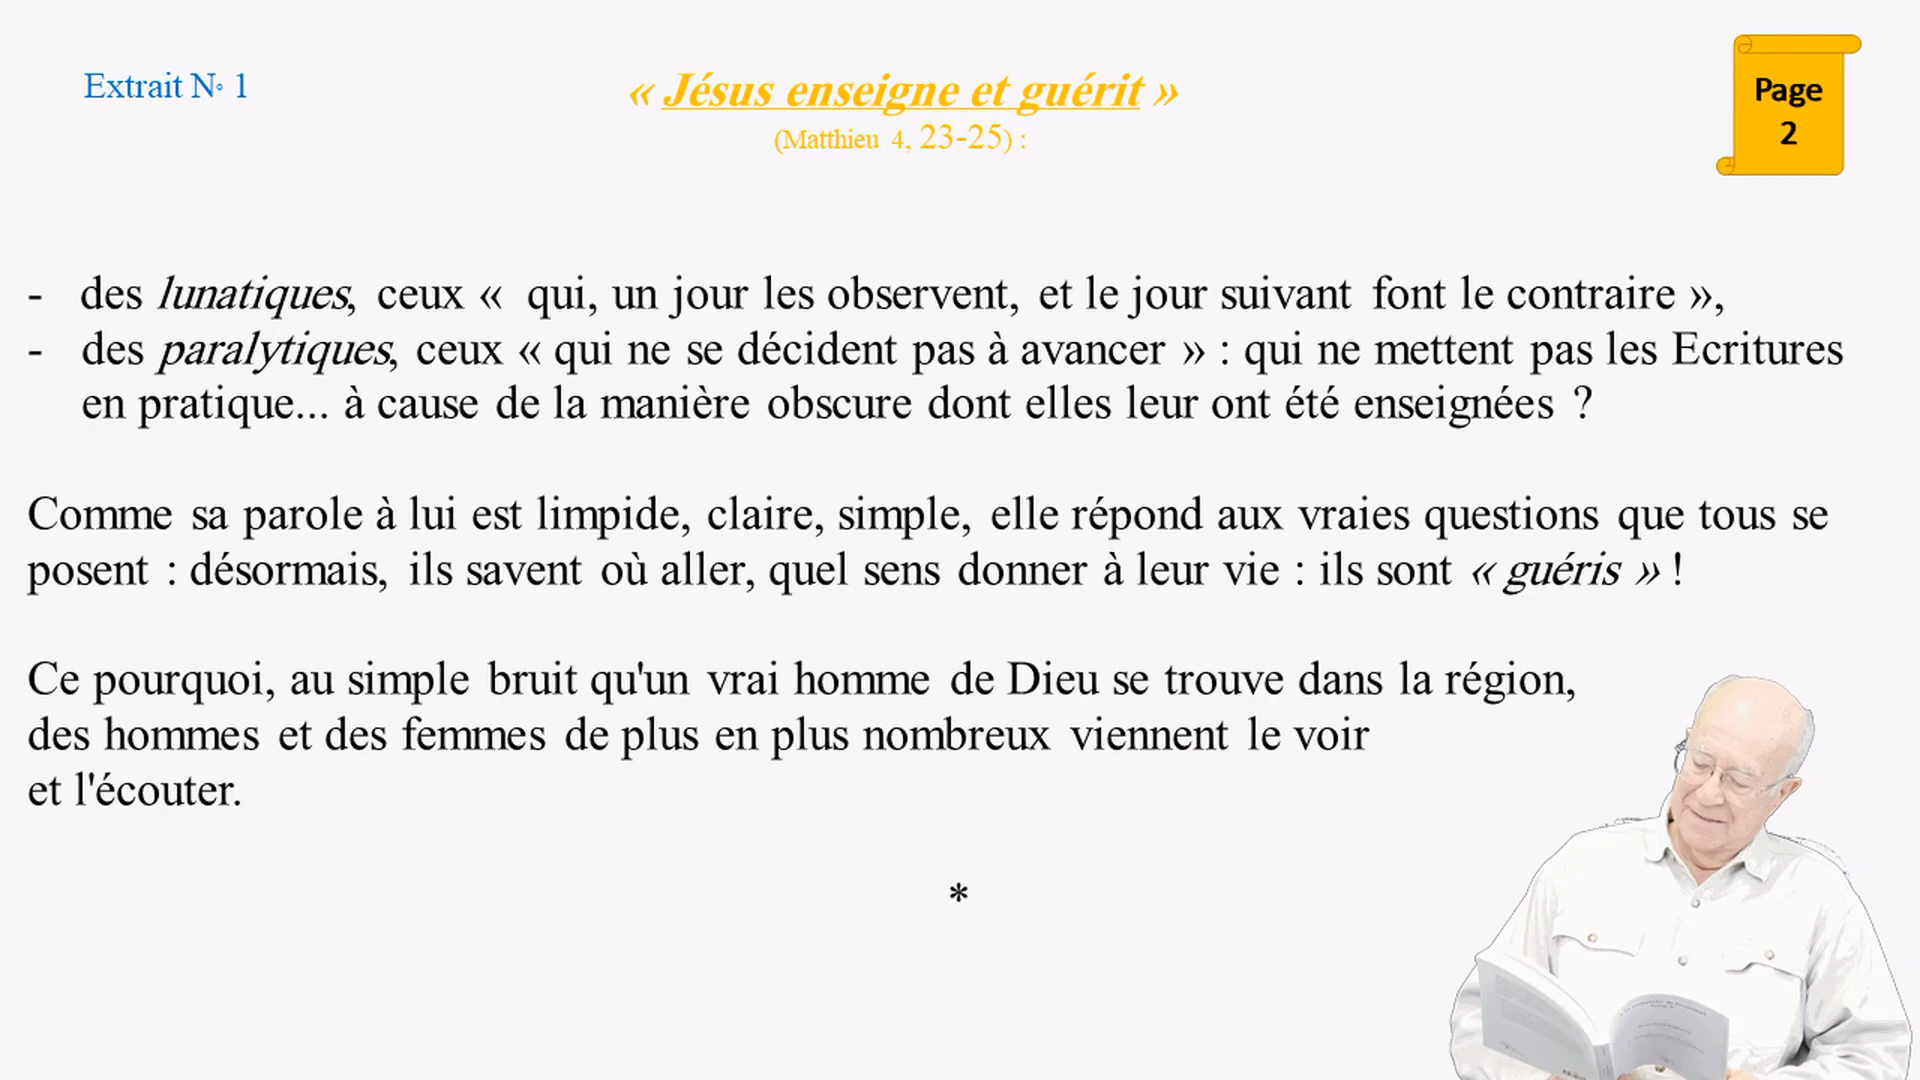 Extrait N◦ 1
« Jésus enseigne et guérit »
(Matthieu 4, 23-25) :
Page
2
- des lunatiques, ceux « qui, un jour les observent, et le jour suivant font le contraire »,
- des paralytiques, ceux « qui ne se décident pas à avancer » : qui ne mettent pas les Ecritures
en pratique... à cause de la manière obscure dont elles leur ont été enseignées ?
Comme sa parole à lui est limpide, claire, simple, elle répond aux vraies questions que tous se
posent : désormais, ils savent où aller, quel sens donner à leur vie : ils sont « guéris » !
Ce pourquoi, au simple bruit qu'un vrai homme de Dieu se trouve dans la région,
des hommes et des femmes de plus en plus nombreux viennent le voir
et l'écouter.
*